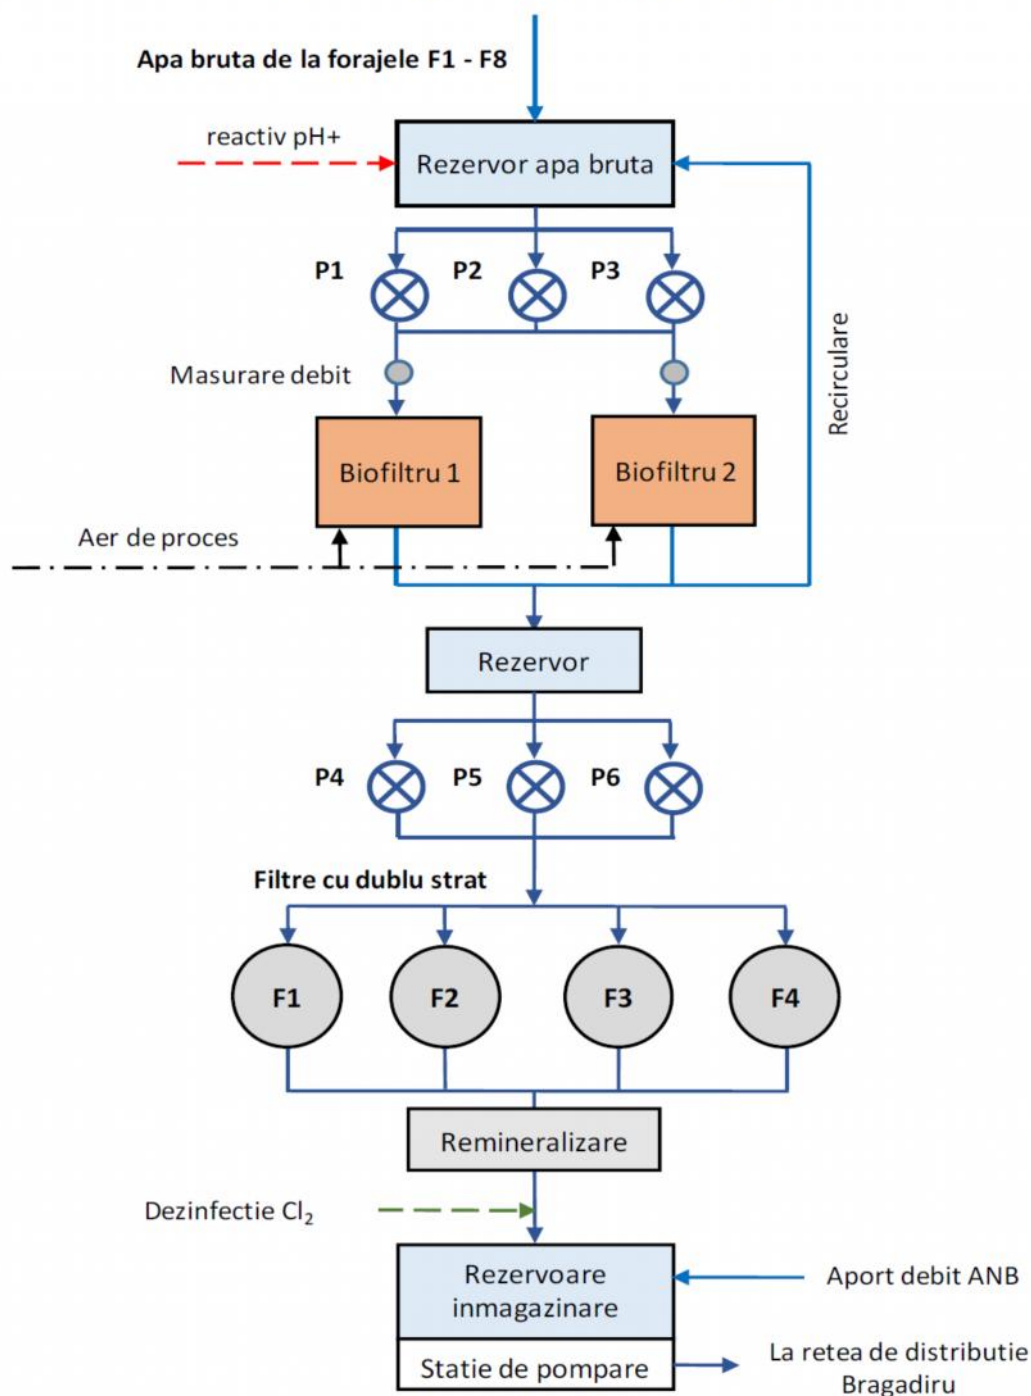 Apa bruta de la forajele F1 - F8
reactiv pH+
Rezervor apa bruta
P1
P2
P3
Recirculare
Masurare debit
Biofiltru 1
Biofiltru 2
Aer de proces
Rezervor
P4
P5
P6
Filtre cu dublu strat
F1
F2
F3
F4
Remineralizare
Dezinfectie Cl₂
Rezervoare
inmagazinare
Aport debit ANB
Statie de pompare
La retea de distributie
Bragadiru